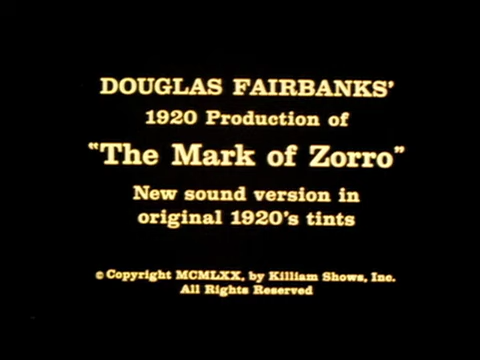 DOUGLAS FAIRBANKS'
1920 Production of
"The Mark of Zorro"
New sound version in
original 1920's tints
© Copyright MCMLXX, by Killiam Shows, Inc.
All Rights Reserved